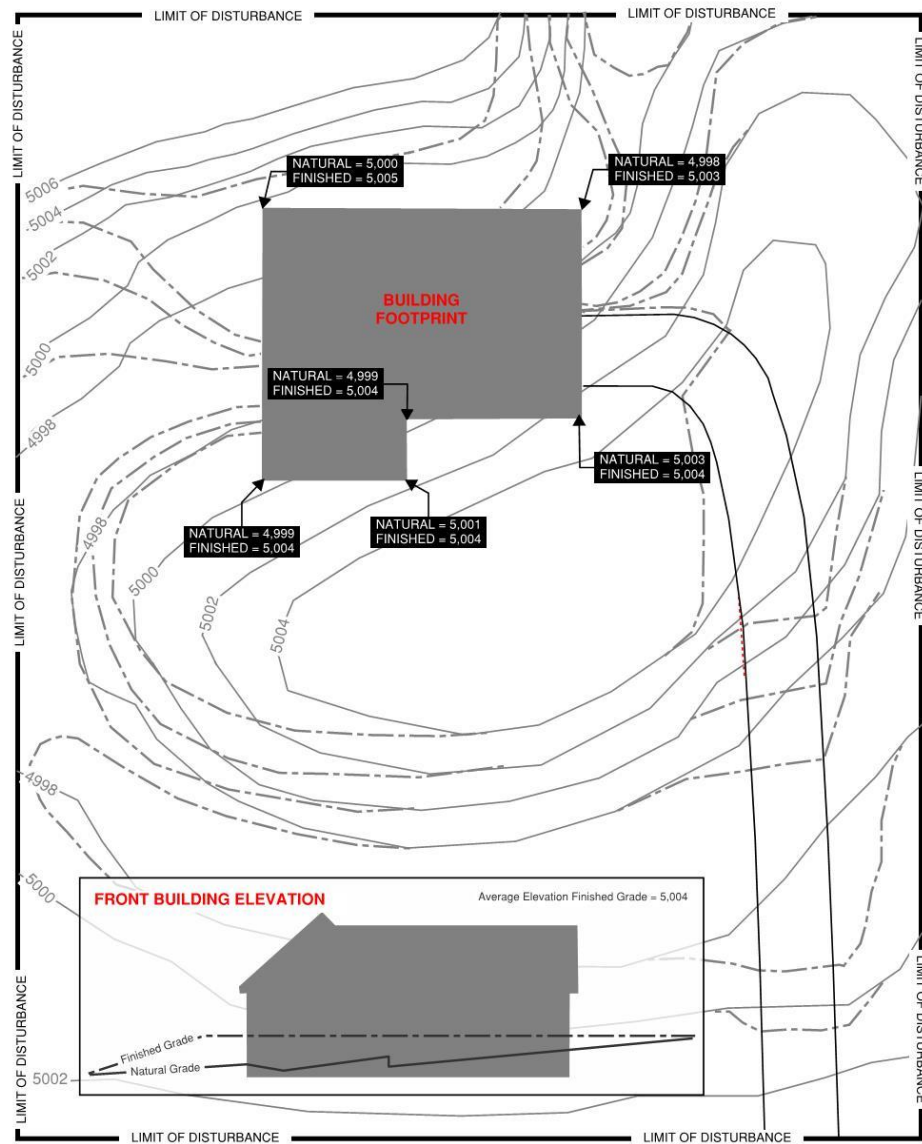 LIMIT OF DISTURBANCE
LIMIT OF DISTURBANCE
LIMIT OF DISTURBANCE
LIMIT OF DISTURBANCE
NATURAL = 5,000
FINISHED = 5,005
NATURAL = 4,998
FINISHED = 5,003
5006
5004
5002
5000
4998
BUILDING
FOOTPRINT
NATURAL = 4,999
FINISHED = 5,004
NATURAL = 5,003
FINISHED = 5,004
NATURAL = 4,999
FINISHED = 5,004
NATURAL = 5,001
FINISHED = 5,004
LIMIT OF DISTURBANCE
LIMIT OF DISTURBANCE
4998
5000
5002
5004
4998
5000
FRONT BUILDING ELEVATION
Average Elevation Finished Grade = 5,004
Finished Grade
Natural Grade
5002
LIMIT OF DISTURBANCE
LIMIT OF DISTURBANCE
LIMIT OF DISTURBANCE
LIMIT OF DISTURBANCE